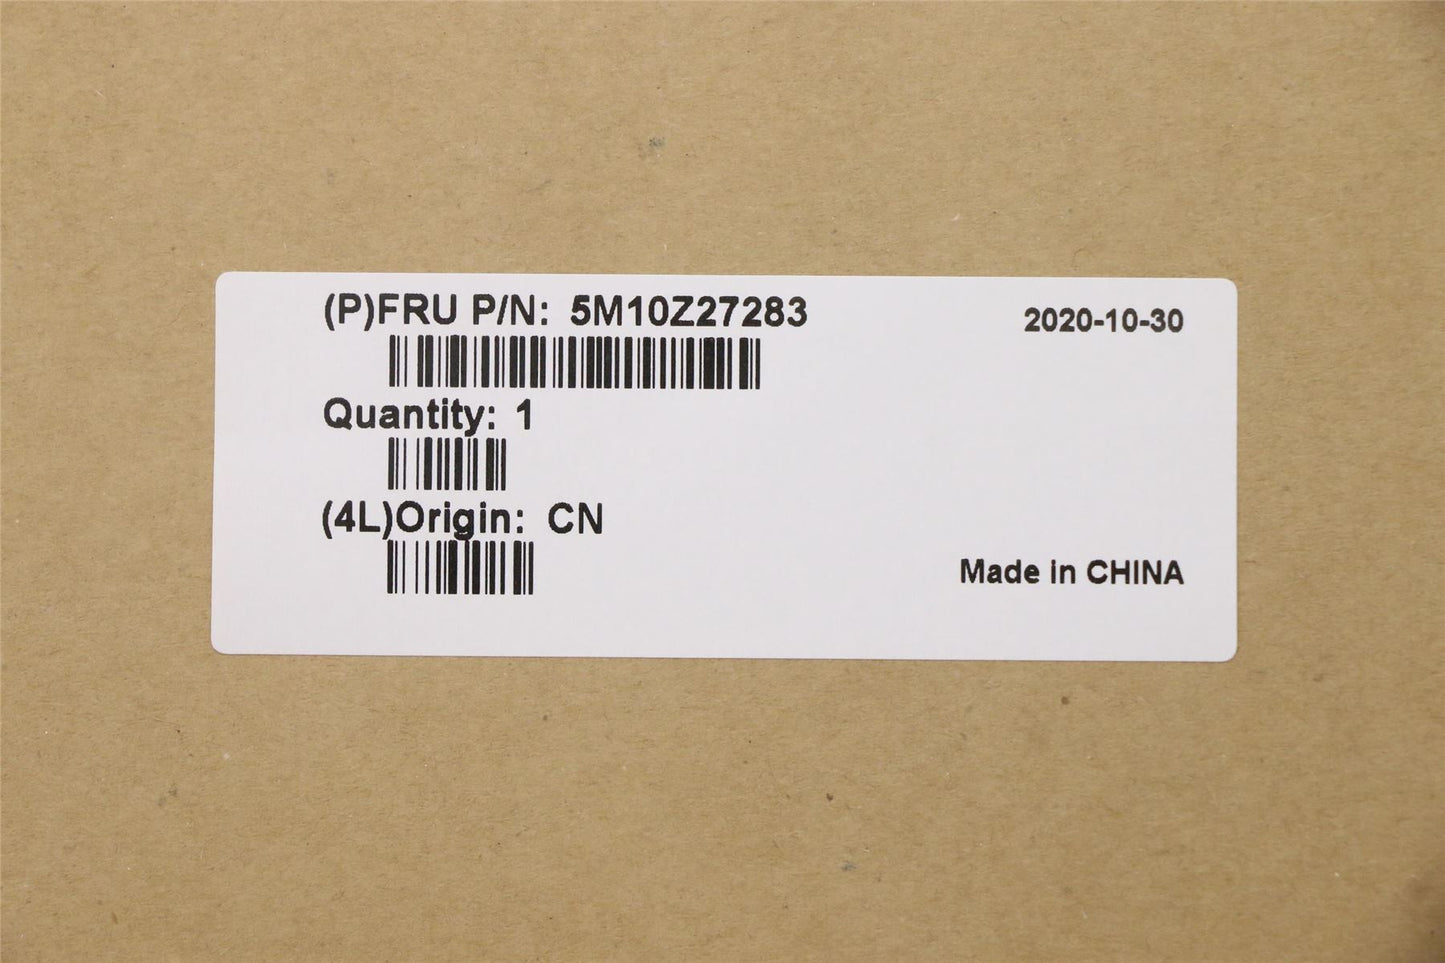 (P)FRU P/N: 5M10Z27283
2020-10-30
Quantity: 1
(4L)Origin: CN
Made in CHINA